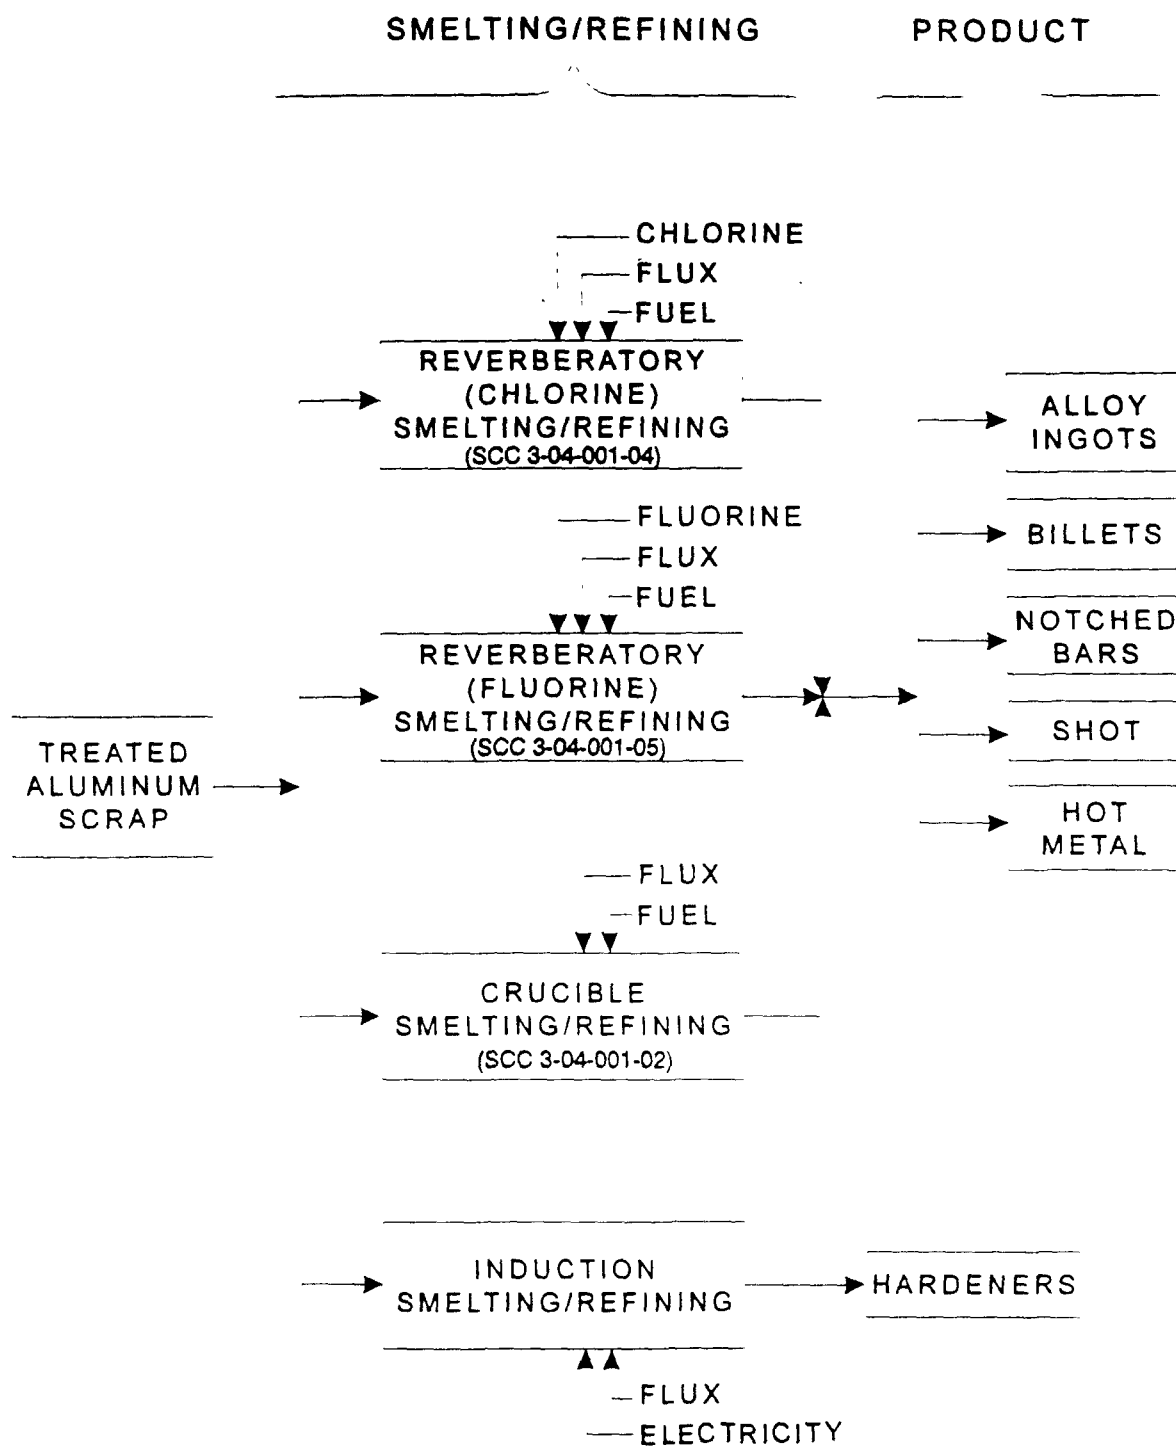 SMELTING/REFINING
PRODUCT
CHLORINE
FLUX
FUEL
REVERBERATORY
(CHLORINE)
SMELTING/REFINING
(SCC 3-04-001-04)
ALLOY
INGOTS
FLUORINE
FLUX
FUEL
BILLETS
REVERBERATORY
(FLUORINE)
SMELTING/REFINING
(SCC 3-04-001-05)
NOTCHED
BARS
SHOT
TREATED
ALUMINUM
SCRAP
HOT
METAL
FLUX
FUEL
CRUCIBLE
SMELTING/REFINING
(SCC 3-04-001-02)
INDUCTION
SMELTING/REFINING
HARDENERS
FLUX
ELECTRICITY